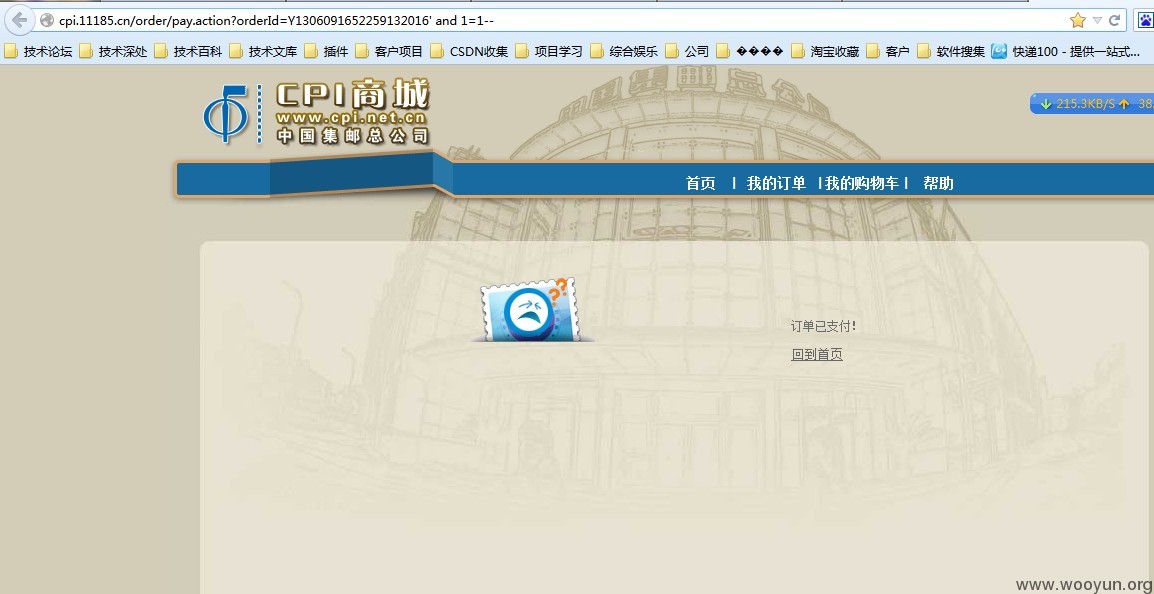 cpi.11185.cn/order/pay.action?orderId=Y1306091652259132016' and 1=1--
技术论坛 技术深处 技术百科 技术文库 插件 客户项目 CSDN收集 项目学习 综合娱乐 公司 ���� 淘宝收藏 客户 软件搜集 快递100 - 提供一站式...
CPI商城
www.cpi.net.cn
中国集邮总公司
215.3KB/S 38.
首页 | 我的订单 | 我的购物车 | 帮助
??
订单已支付!
回到首页
www.wooyun.org